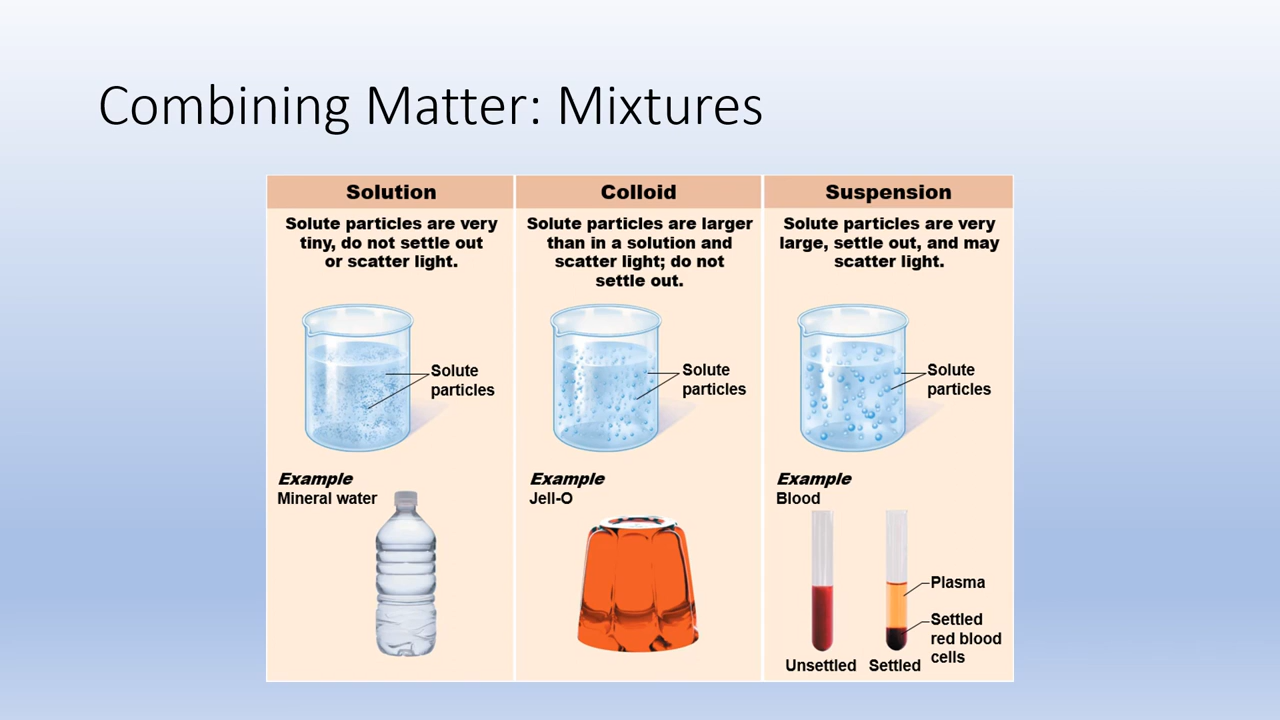 Combining Matter: Mixtures
Solution
Solute particles are very
tiny, do not settle out
or scatter light.
Solute
particles
Example
Mineral water
Colloid
Solute particles are larger
than in a solution and
scatter light; do not
settle out.
Solute
particles
Example
Jell-O
Suspension
Solute particles are very
large, settle out, and may
scatter light.
Solute
particles
Example
Blood
Plasma
Settled
red blood
cells
Unsettled
Settled